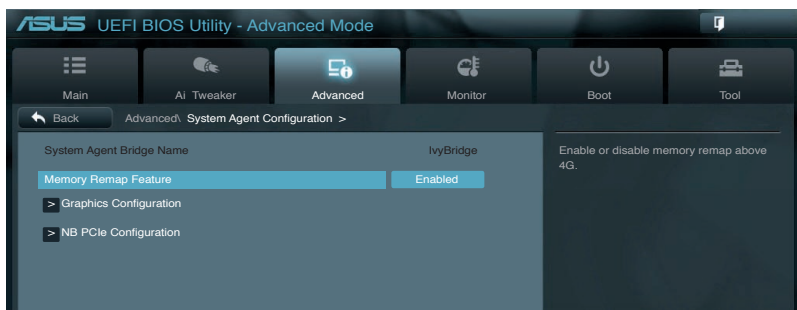 ASUS UEFI BIOS Utility - Advanced Mode
Main Ai Tweaker Advanced Monitor Boot Tool
Back Advanced\ System Agent Configuration >
System Agent Bridge Name IvyBridge
Memory Remap Feature Enabled
> Graphics Configuration
> NB PCIe Configuration
Enable or disable memory remap above
4G.